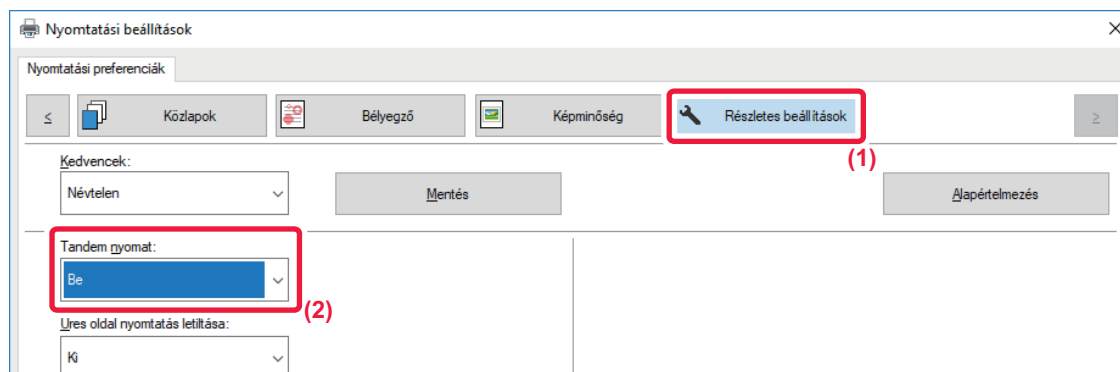 Nyomtatási beállítások
Nyomtatási preferenciák
< Közlapok Bélyegző Képminőség Részletes beállítások >
(1)
Kedvencek:
Névtelen Mentés Alapértelmezés
Tandem nyomat:
Be
(2)
Üres oldal nyomtatás letiltása:
Ki